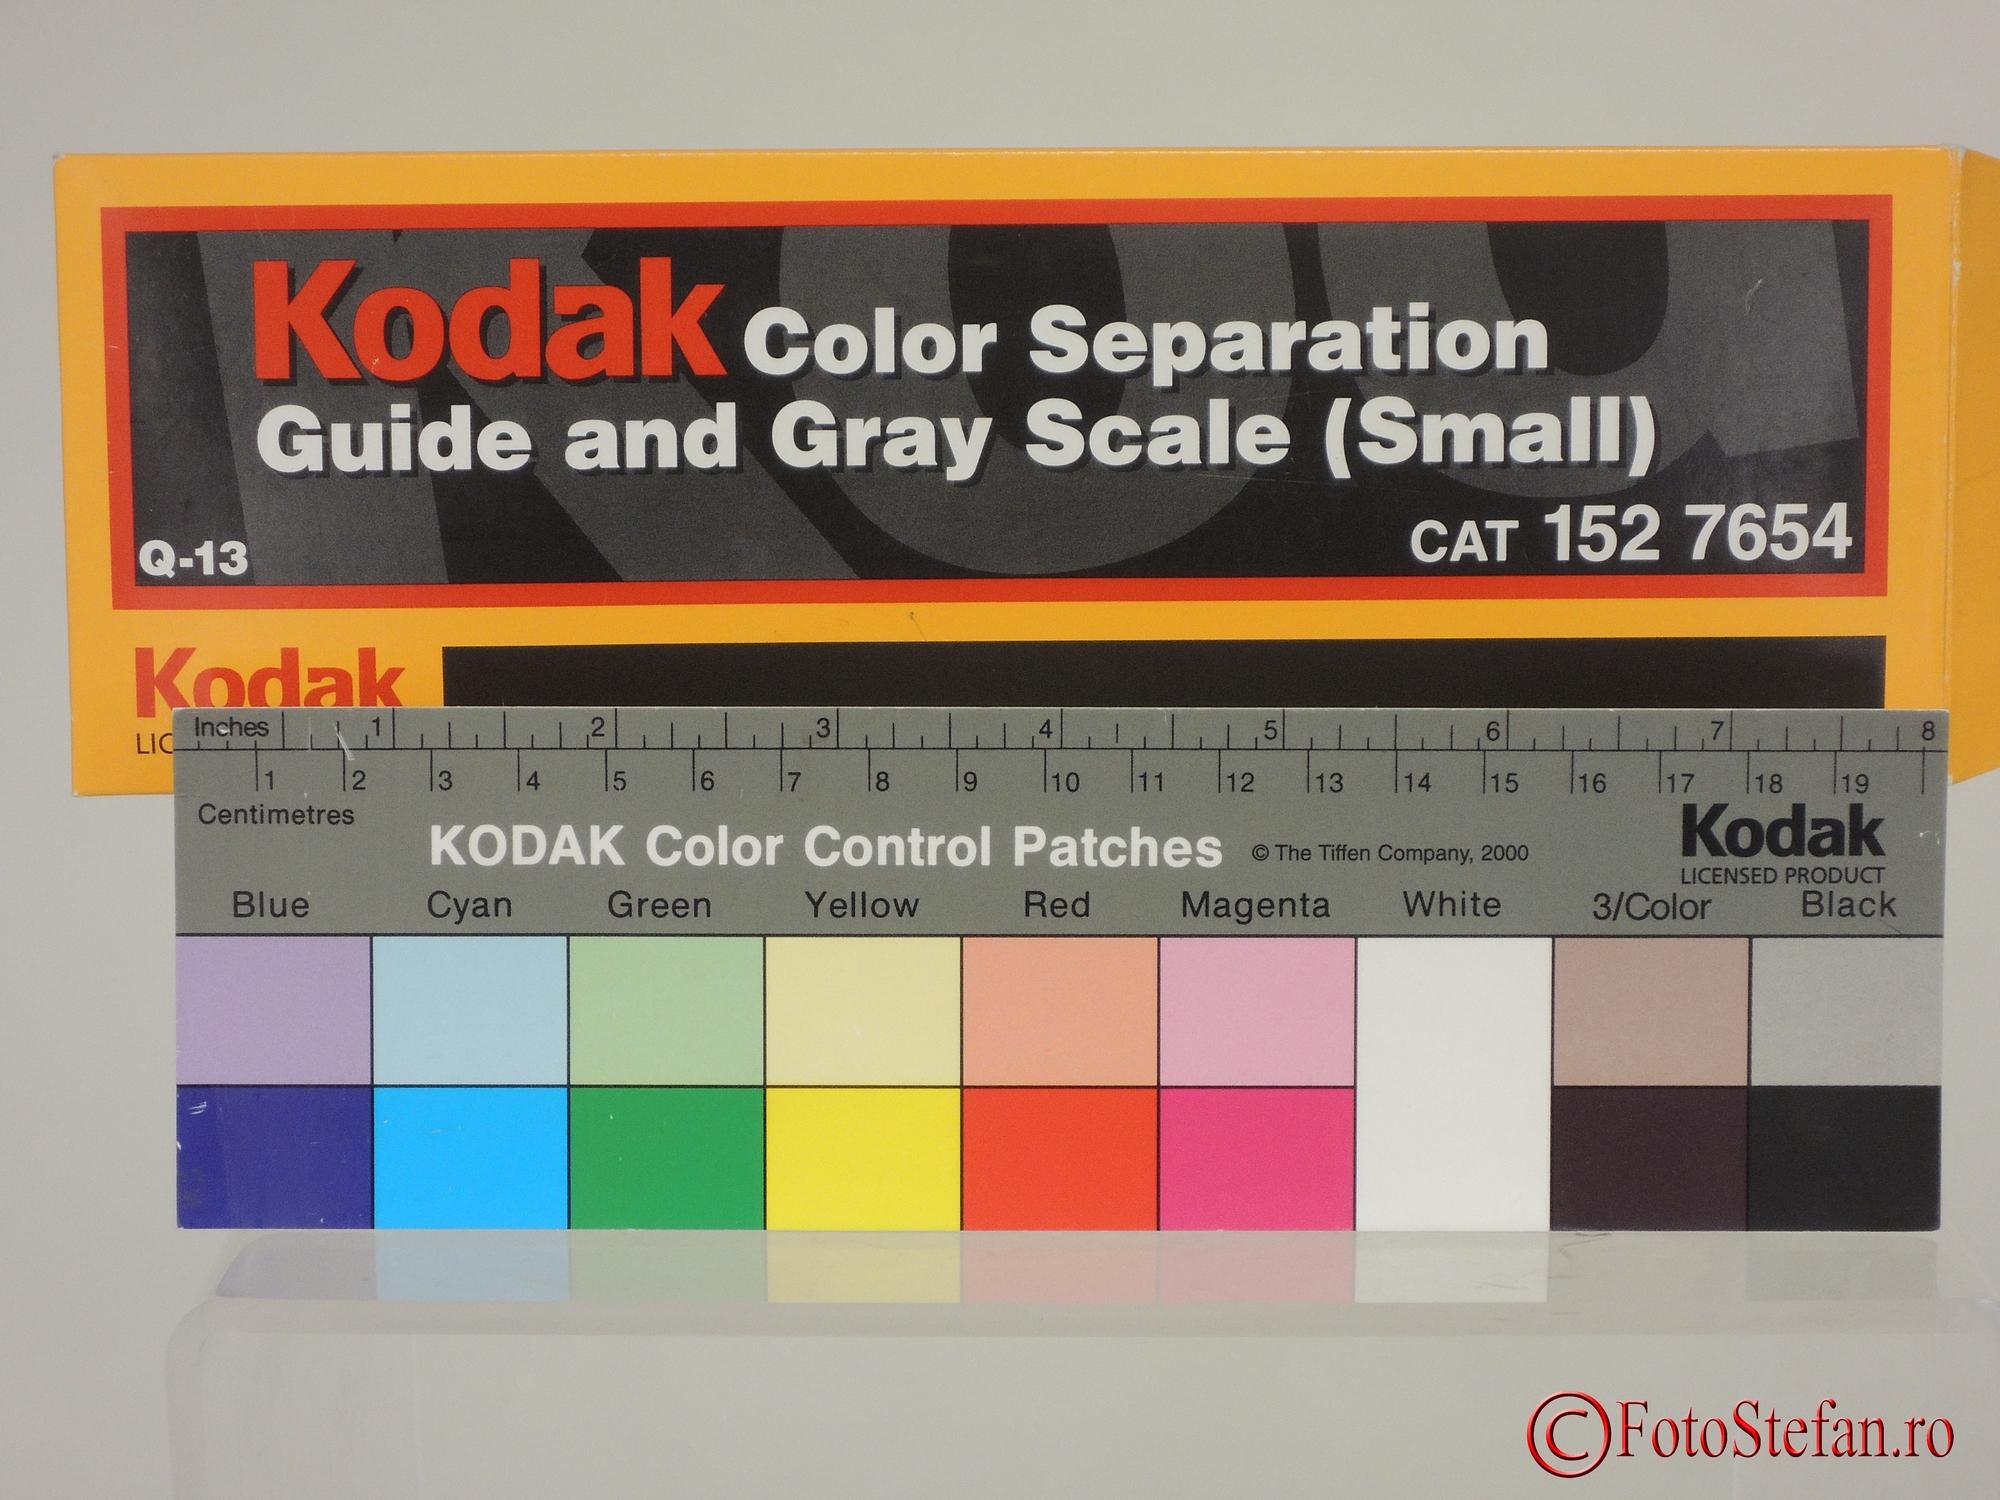 Kodak Color Separation
Guide and Gray Scale (Small)
Q-13
CAT 152 7654
Kodak
LIC
Inches 1 2 3 4 5 6 7 8
1 2 3 4 5 6 7 8 9 10 11 12 13 14 15 16 17 18 19
Centimetres
KODAK Color Control Patches © The Tiffen Company, 2000
Kodak
LICENSED PRODUCT
Blue Cyan Green Yellow Red Magenta White 3/Color Black
©FotoStefan.ro